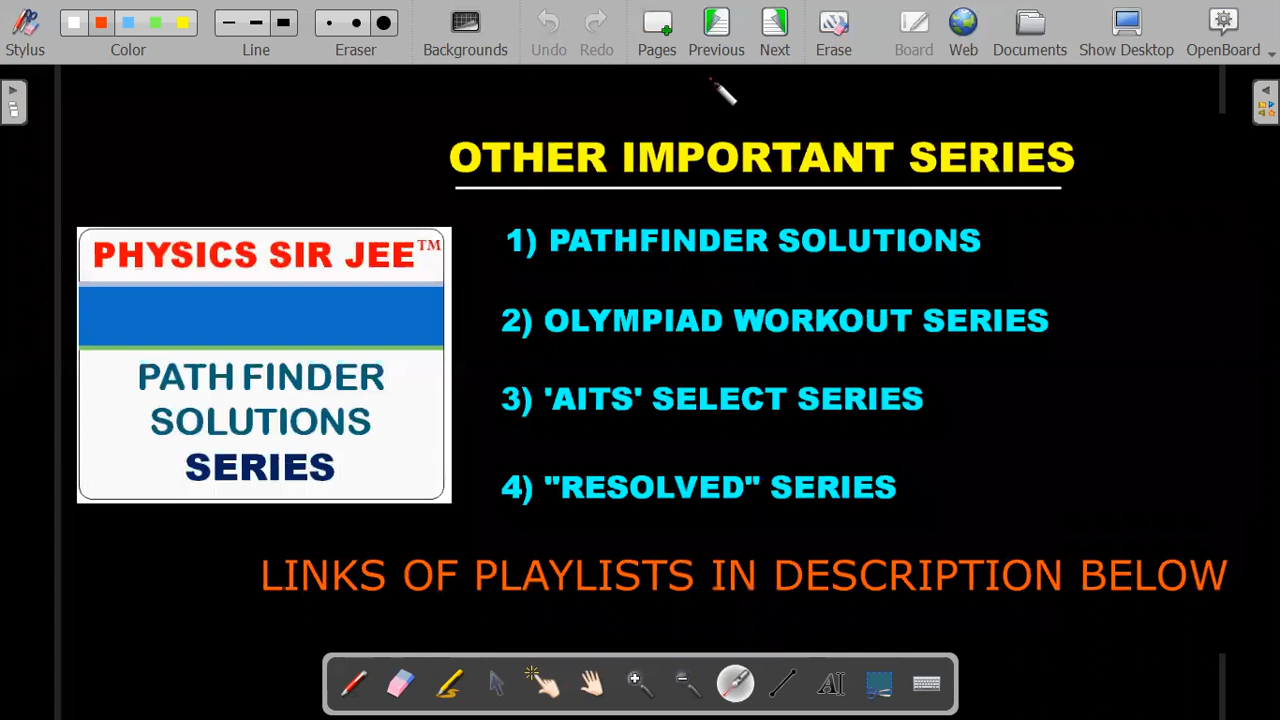 Stylus Color Line Eraser Backgrounds Undo Redo Pages Previous Next Erase Board Web Documents Show Desktop OpenBoard
OTHER IMPORTANT SERIES
PHYSICS SIR JEE™
PATH FINDER
SOLUTIONS
SERIES
1) PATHFINDER SOLUTIONS
2) OLYMPIAD WORKOUT SERIES
3) 'AITS' SELECT SERIES
4) "RESOLVED" SERIES
LINKS OF PLAYLISTS IN DESCRIPTION BELOW
AI